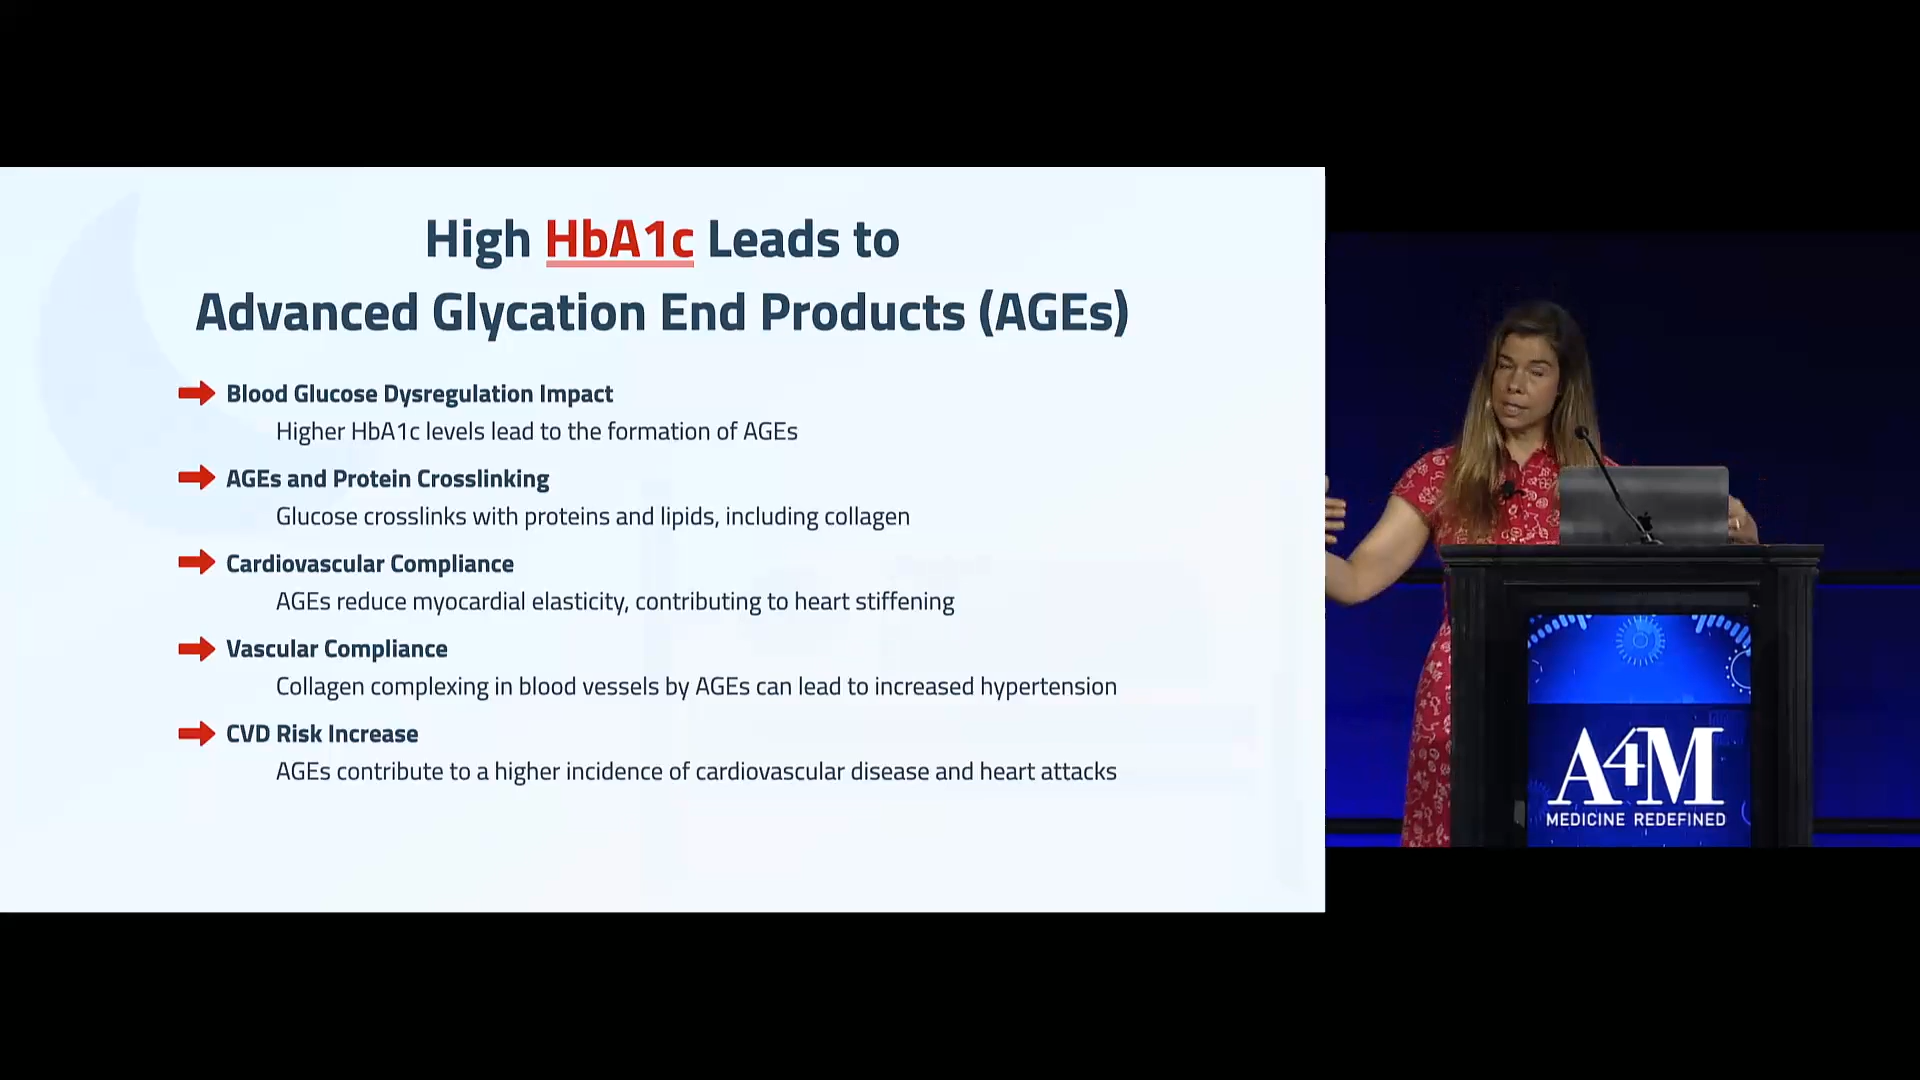 High HbA1c Leads to
Advanced Glycation End Products (AGEs)
Blood Glucose Dysregulation Impact
Higher HbA1c levels lead to the formation of AGEs
AGEs and Protein Crosslinking
Glucose crosslinks with proteins and lipids, including collagen
Cardiovascular Compliance
AGEs reduce myocardial elasticity, contributing to heart stiffening
Vascular Compliance
Collagen complexing in blood vessels by AGEs can lead to increased hypertension
CVD Risk Increase
AGEs contribute to a higher incidence of cardiovascular disease and heart attacks
A4M
MEDICINE REDEFINED